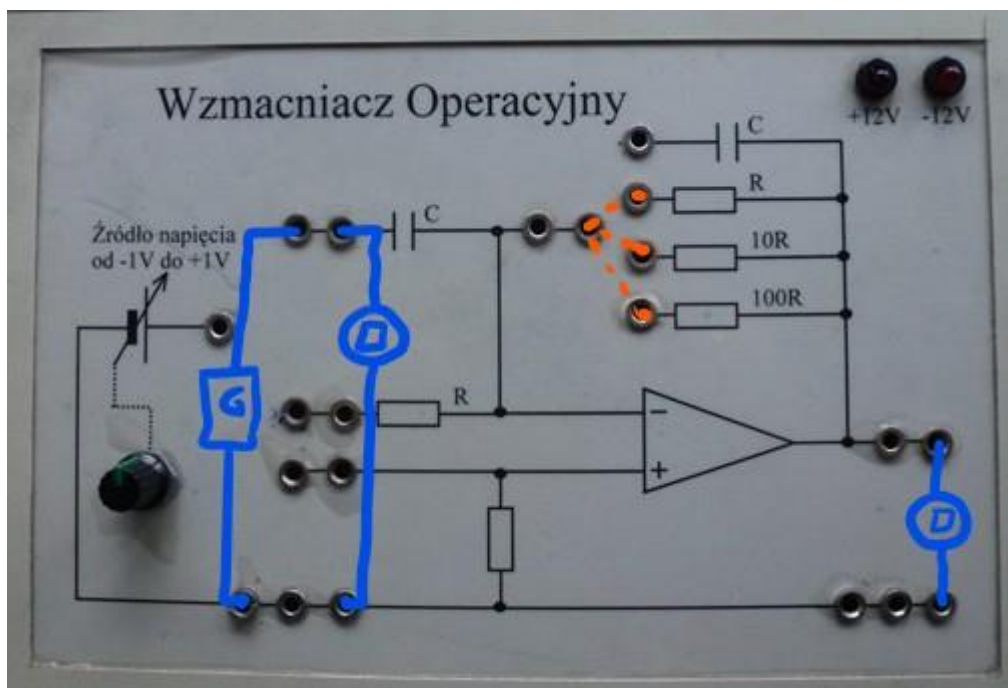 Wzmacniacz Operacyjny
+12V -12V
C
R
Źródło napięcia
od -1V do +1V
C
10R
100R
G
R
−
+